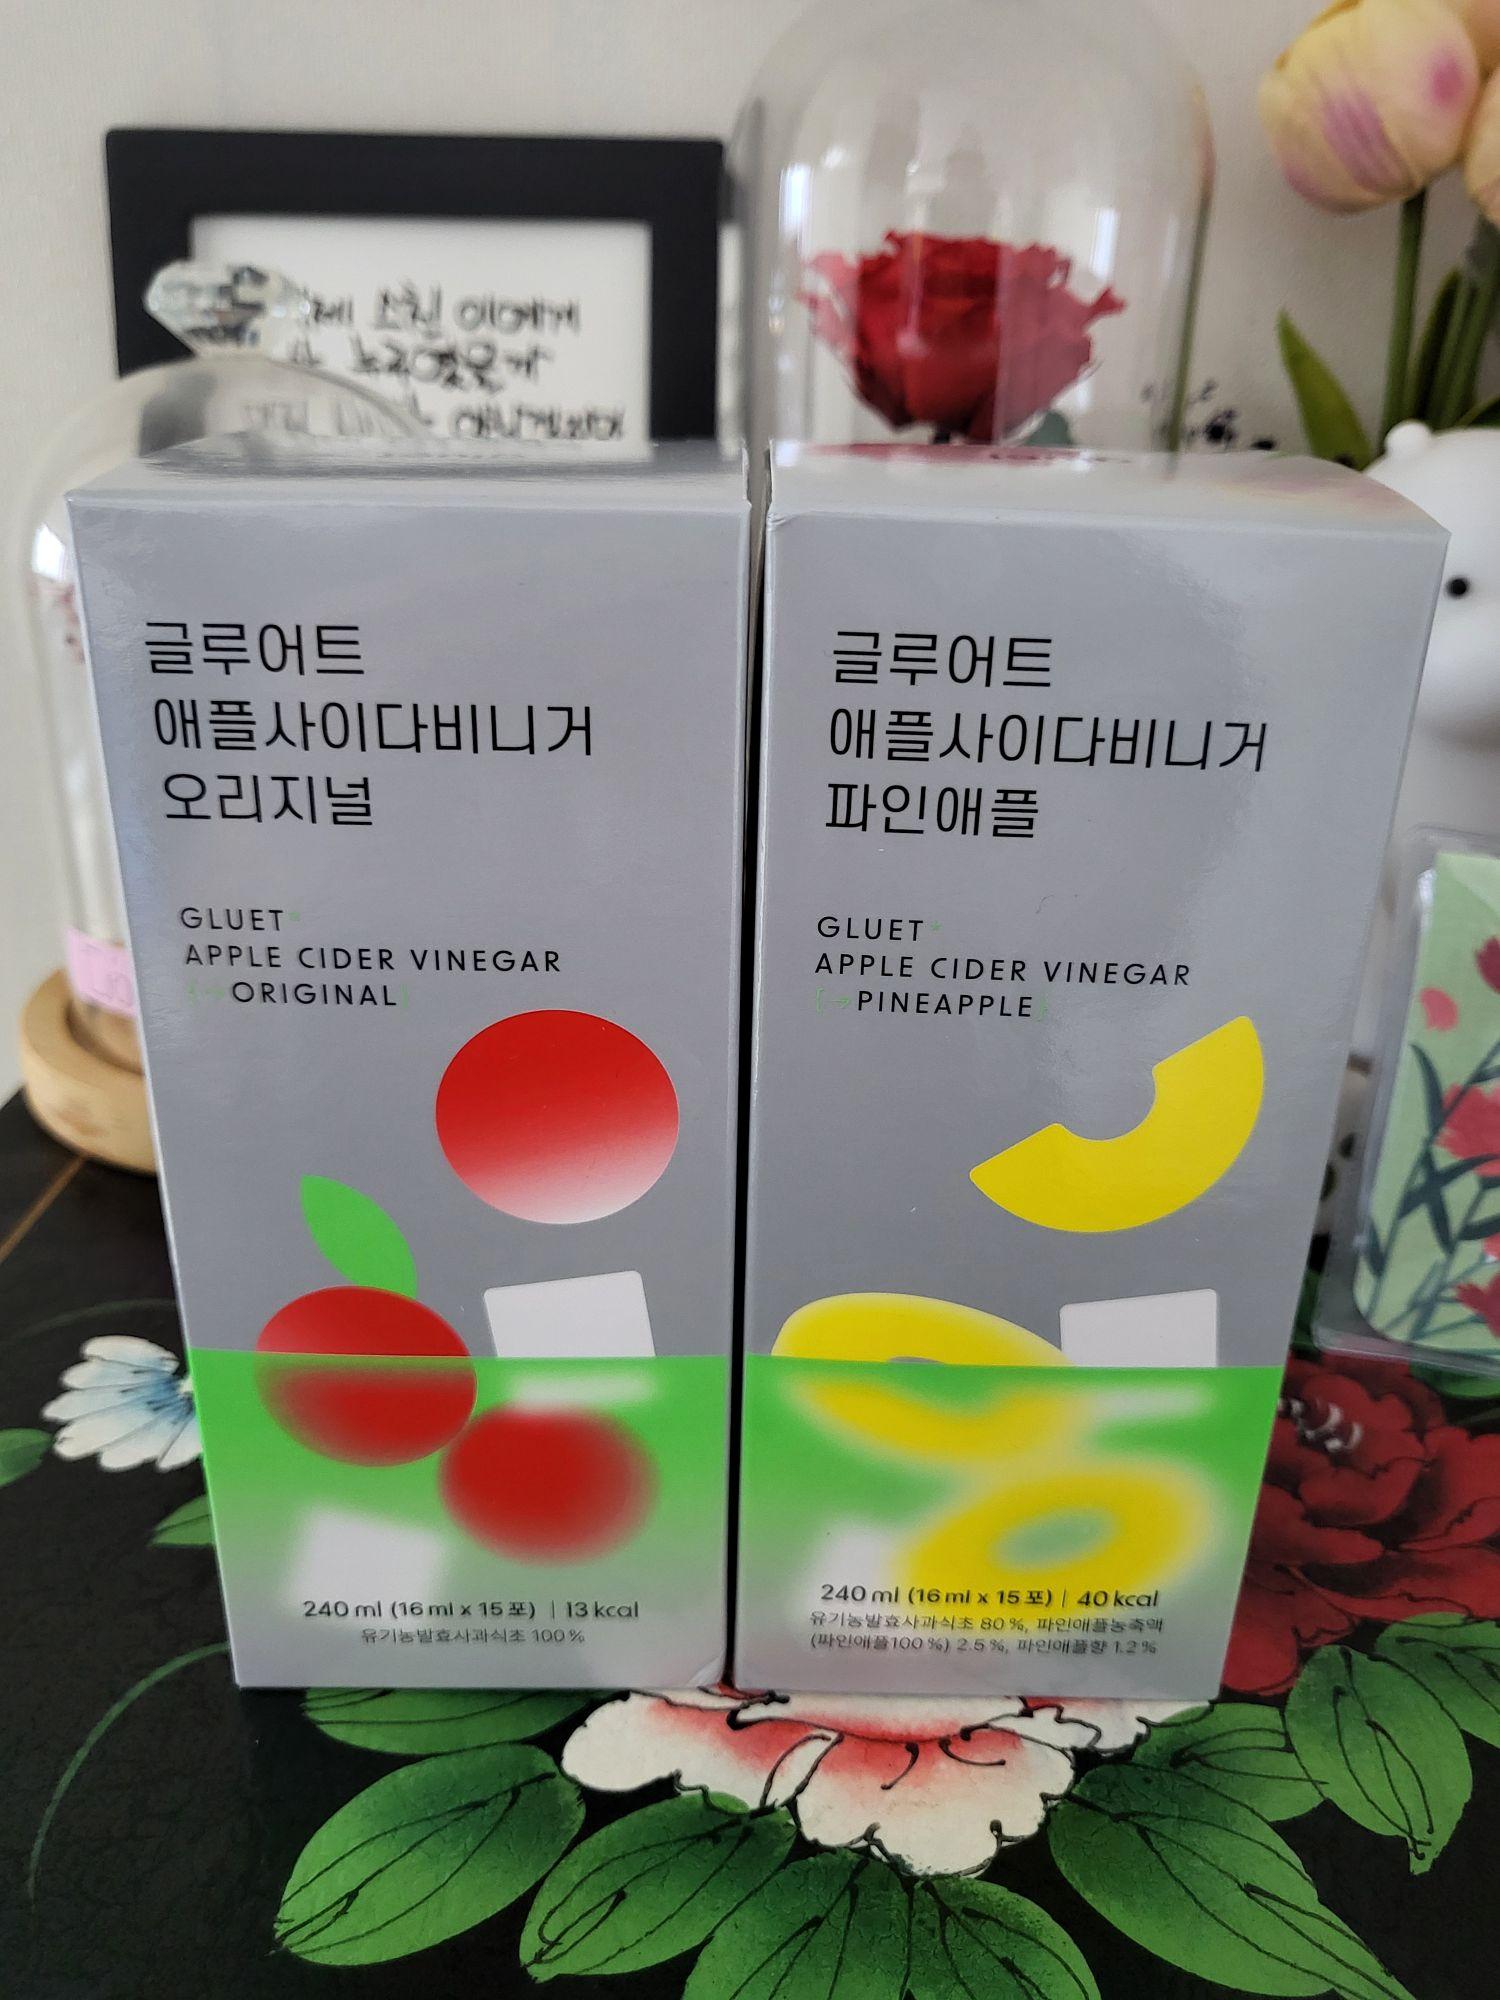 소친 이에게
글루어트
애플사이다비니거
오리지널
GLUET*
APPLE CIDER VINEGAR
{→ORIGINAL}
240 ml (16 ml x 15 포) | 13 kcal
유기농발효사과식초 100 %
글루어트
애플사이다비니거
파인애플
GLUET*
APPLE CIDER VINEGAR
{→PINEAPPLE}
240 ml (16 ml x 15 포) | 40 kcal
유기농발효사과식초 80 %, 파인애플농축액
(파인애플100 %) 2.5 %, 파인애플향 1.2 %